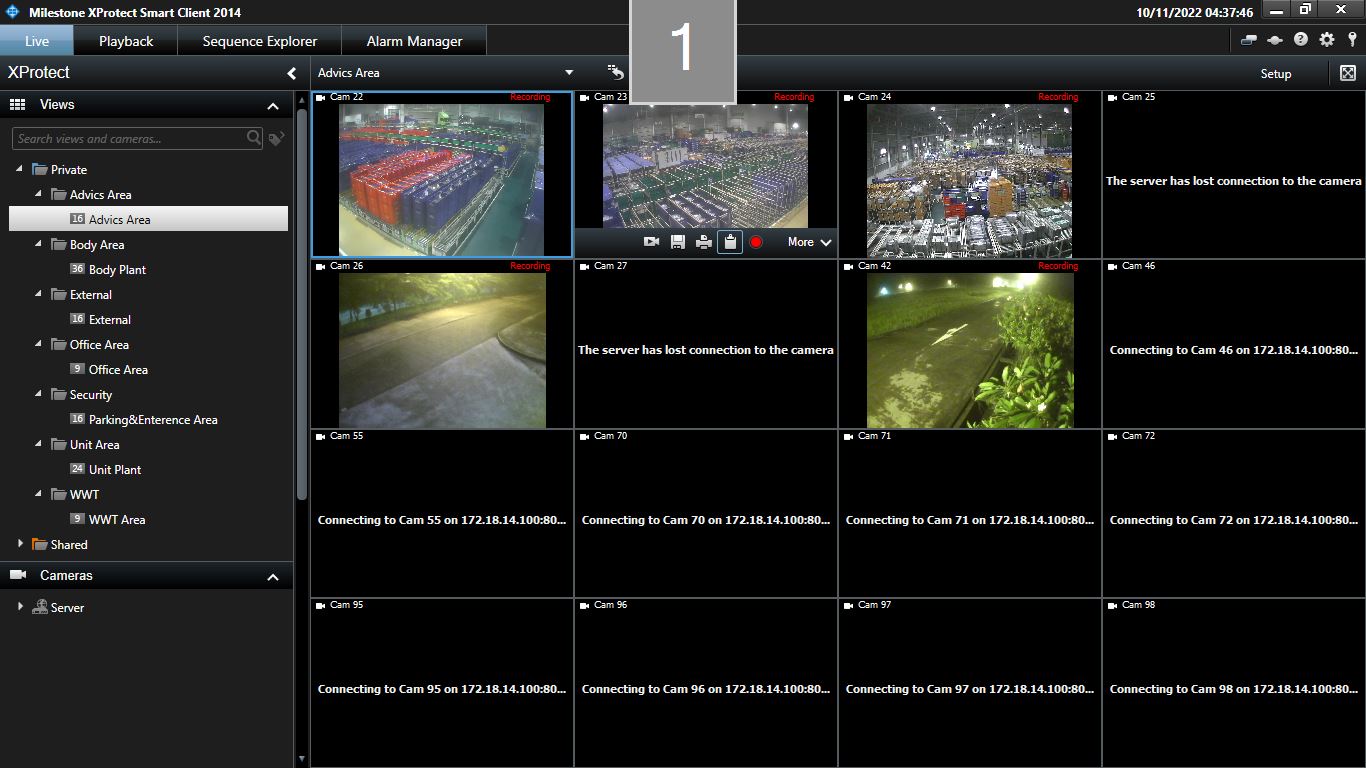 Milestone XProtect Smart Client 2014
10/11/2022 04:37:46
Live
Playback
Sequence Explorer
Alarm Manager
1
XProtect
Advics Area
Setup
Views
Search views and cameras...
Private
Advics Area
16 Advics Area
Body Area
36 Body Plant
External
16 External
Office Area
9 Office Area
Security
16 Parking&Enterence Area
Unit Area
24 Unit Plant
WWT
9 WWT Area
Shared
Cameras
Server
Cam 22 Recording
Cam 23 Recording
More
Cam 24 Recording
Cam 25
The server has lost connection to the camera
Cam 26 Recording
Cam 27
The server has lost connection to the camera
Cam 42 Recording
Cam 46
Connecting to Cam 46 on 172.18.14.100:80...
Cam 55
Connecting to Cam 55 on 172.18.14.100:80...
Cam 70
Connecting to Cam 70 on 172.18.14.100:80...
Cam 71
Connecting to Cam 71 on 172.18.14.100:80...
Cam 72
Connecting to Cam 72 on 172.18.14.100:80...
Cam 95
Connecting to Cam 95 on 172.18.14.100:80...
Cam 96
Connecting to Cam 96 on 172.18.14.100:80...
Cam 97
Connecting to Cam 97 on 172.18.14.100:80...
Cam 98
Connecting to Cam 98 on 172.18.14.100:80...